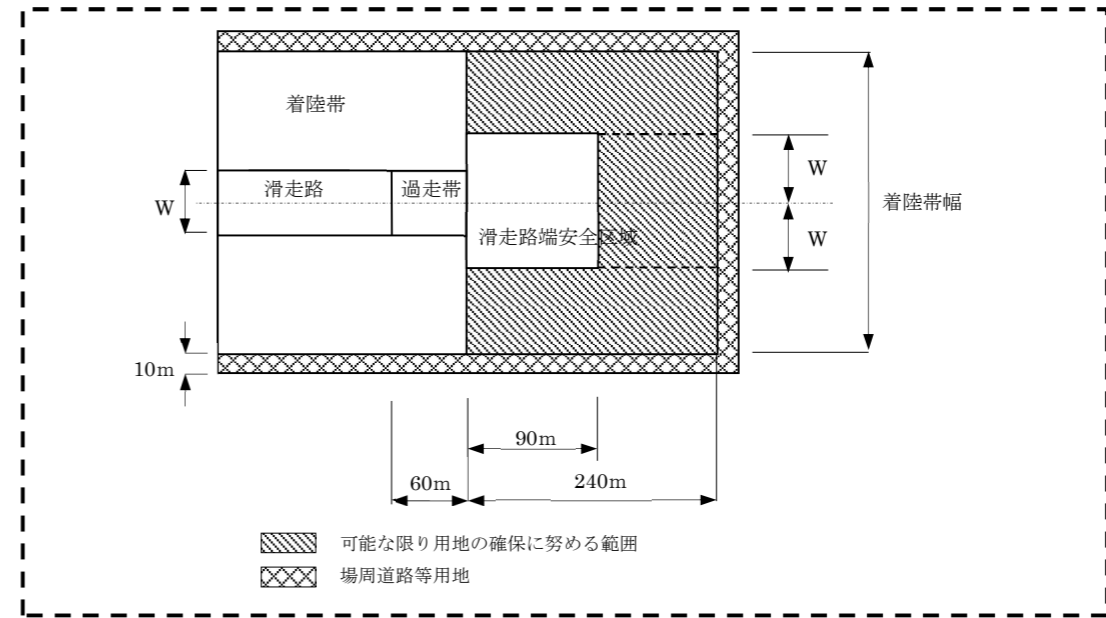 着陸帯
W
滑走路
過走帯
W
着陸帯幅
滑走路端安全区域
W
10m
90m
60m
240m
可能な限り用地の確保に努める範囲
場周道路等用地